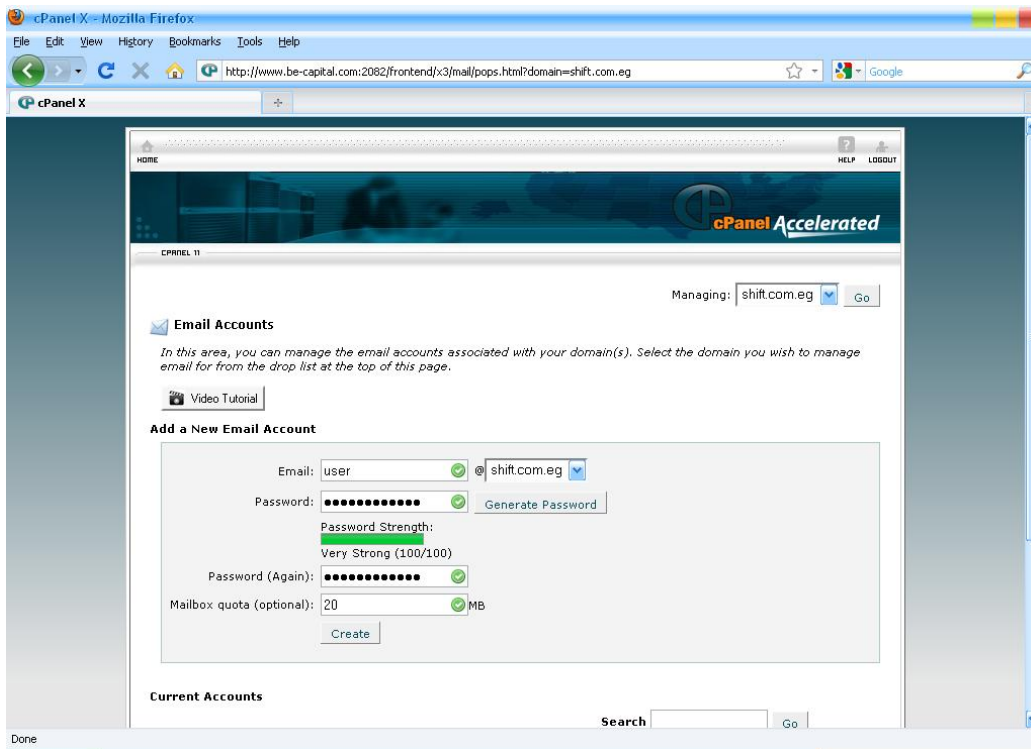 cPanel X - Mozilla Firefox
File Edit View History Bookmarks Tools Help
http://www.be-capital.com:2082/frontend/x3/mail/pops.html?domain=shift.com.eg Google
cPanel X
HOME HELP LOGOUT
cPanel Accelerated
CPANEL 11
Managing: shift.com.eg Go
Email Accounts
In this area, you can manage the email accounts associated with your domain(s). Select the domain you wish to manage
email for from the drop list at the top of this page.
Video Tutorial
Add a New Email Account
Email: user @ shift.com.eg
Password: ●●●●●●●●●●●● Generate Password
Password Strength:
Very Strong (100/100)
Password (Again): ●●●●●●●●●●●●
Mailbox quota (optional): 20 MB
Create
Current Accounts
Search Go
Done